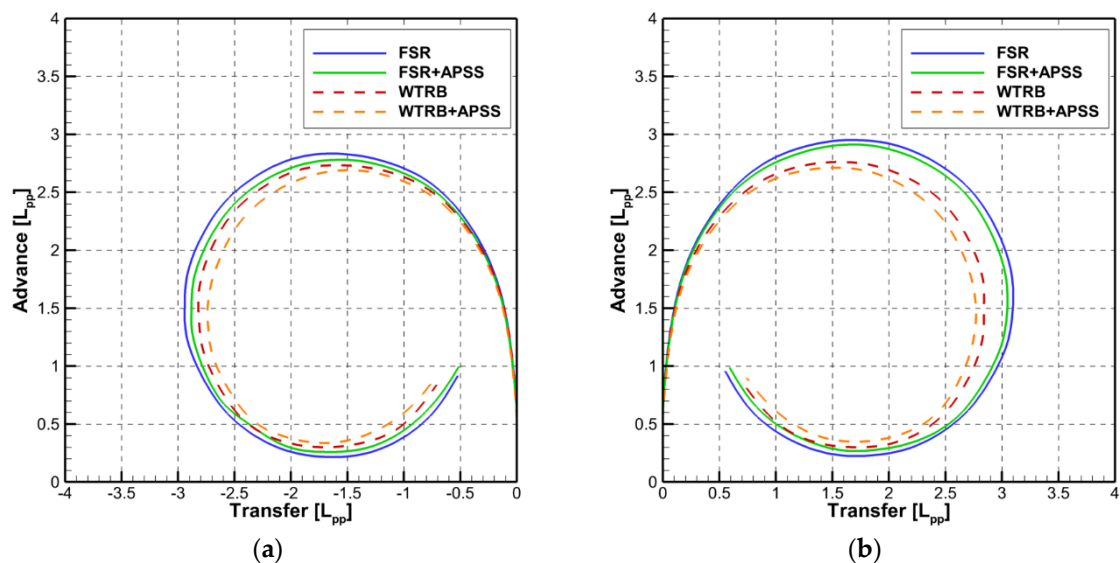 4
3.5
3
2.5
2
1.5
1
0.5
0
Advance [Lpp]
FSR
FSR+APSS
WTRB
WTRB+APSS
-4 -3.5 -3 -2.5 -2 -1.5 -1 -0.5 0
Transfer [Lpp]
(a)
4
3.5
3
2.5
2
1.5
1
0.5
0
Advance [Lpp]
FSR
FSR+APSS
WTRB
WTRB+APSS
0 0.5 1 1.5 2 2.5 3 3.5 4
Transfer [Lpp]
(b)